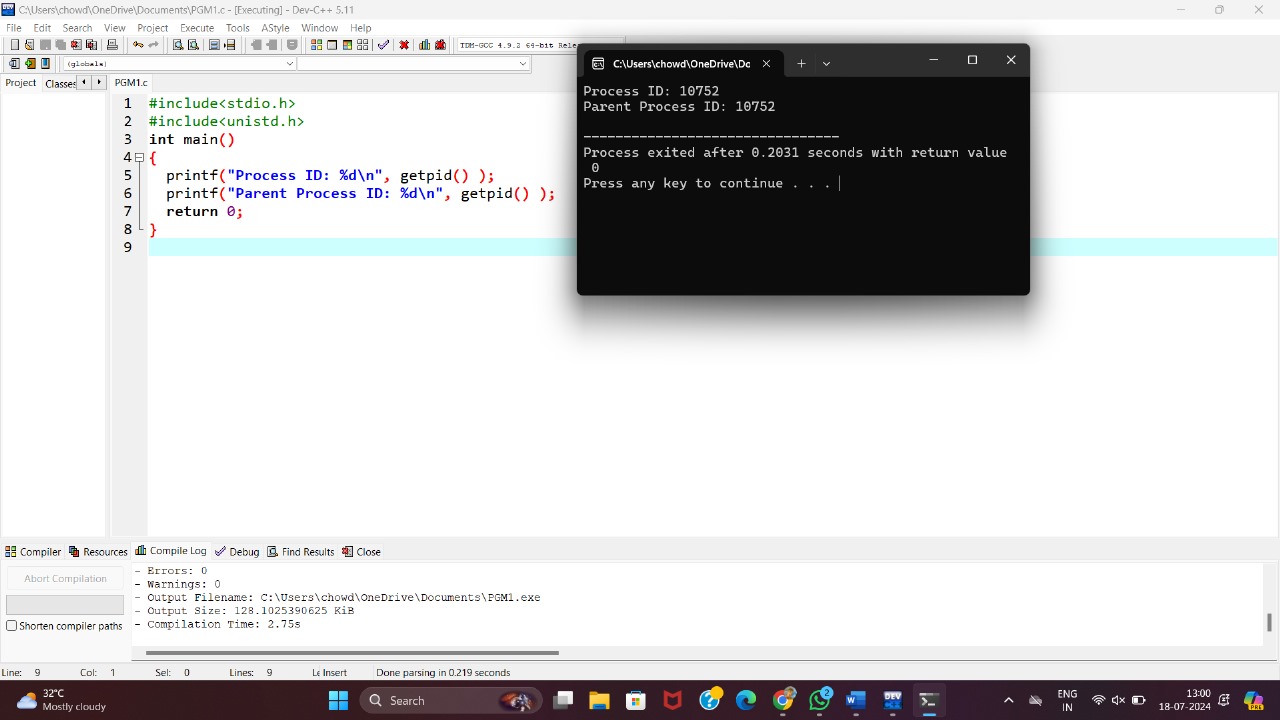 C:\Users\chowd\OneDrive\Documents\PGM1.c - [Executing] - Dev-C++ 5.11
File Edit Search View Project Execute Tools AStyle Window Help
TDM-GCC 4.9.2 64-bit Rele
(globals)
Project Classes PGM1.c
1 #include<stdio.h>
2 #include<unistd.h>
3 int main()
4 {
5 printf("Process ID: %d\n", getpid() );
6 printf("Parent Process ID: %d\n", getpid() );
7 return 0;
8 }
9
C:\Users\chowd\OneDrive\Do
Process ID: 10752
Parent Process ID: 10752
--------------------------------
Process exited after 0.2031 seconds with return value
0
Press any key to continue . . .
Compiler Resources Compile Log Debug Find Results Close
Abort Compilation
Shorten compiler paths
- Errors: 0
- Warnings: 0
- Output Filename: C:\Users\chowd\OneDrive\Documents\PGM1.exe
- Output Size: 128.1025390625 KiB
- Compilation Time: 2.75s
Line: 9 Col: 1 Sel: 0 Lines: 9 Insert Done parsing in 0.219 seconds
32°C
Mostly cloudy
Search
DEV
2
ENG
IN
13:00
18-07-2024
PRE